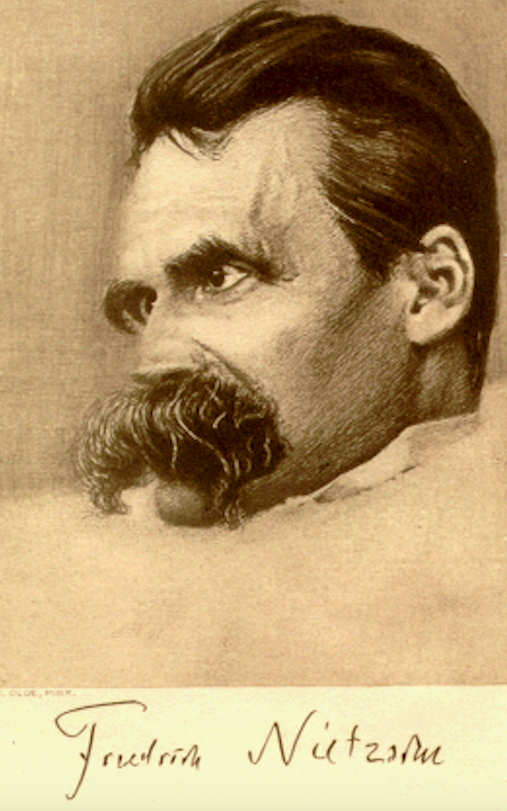 H. OLDE, PINX.
Friedrich Nietzsche